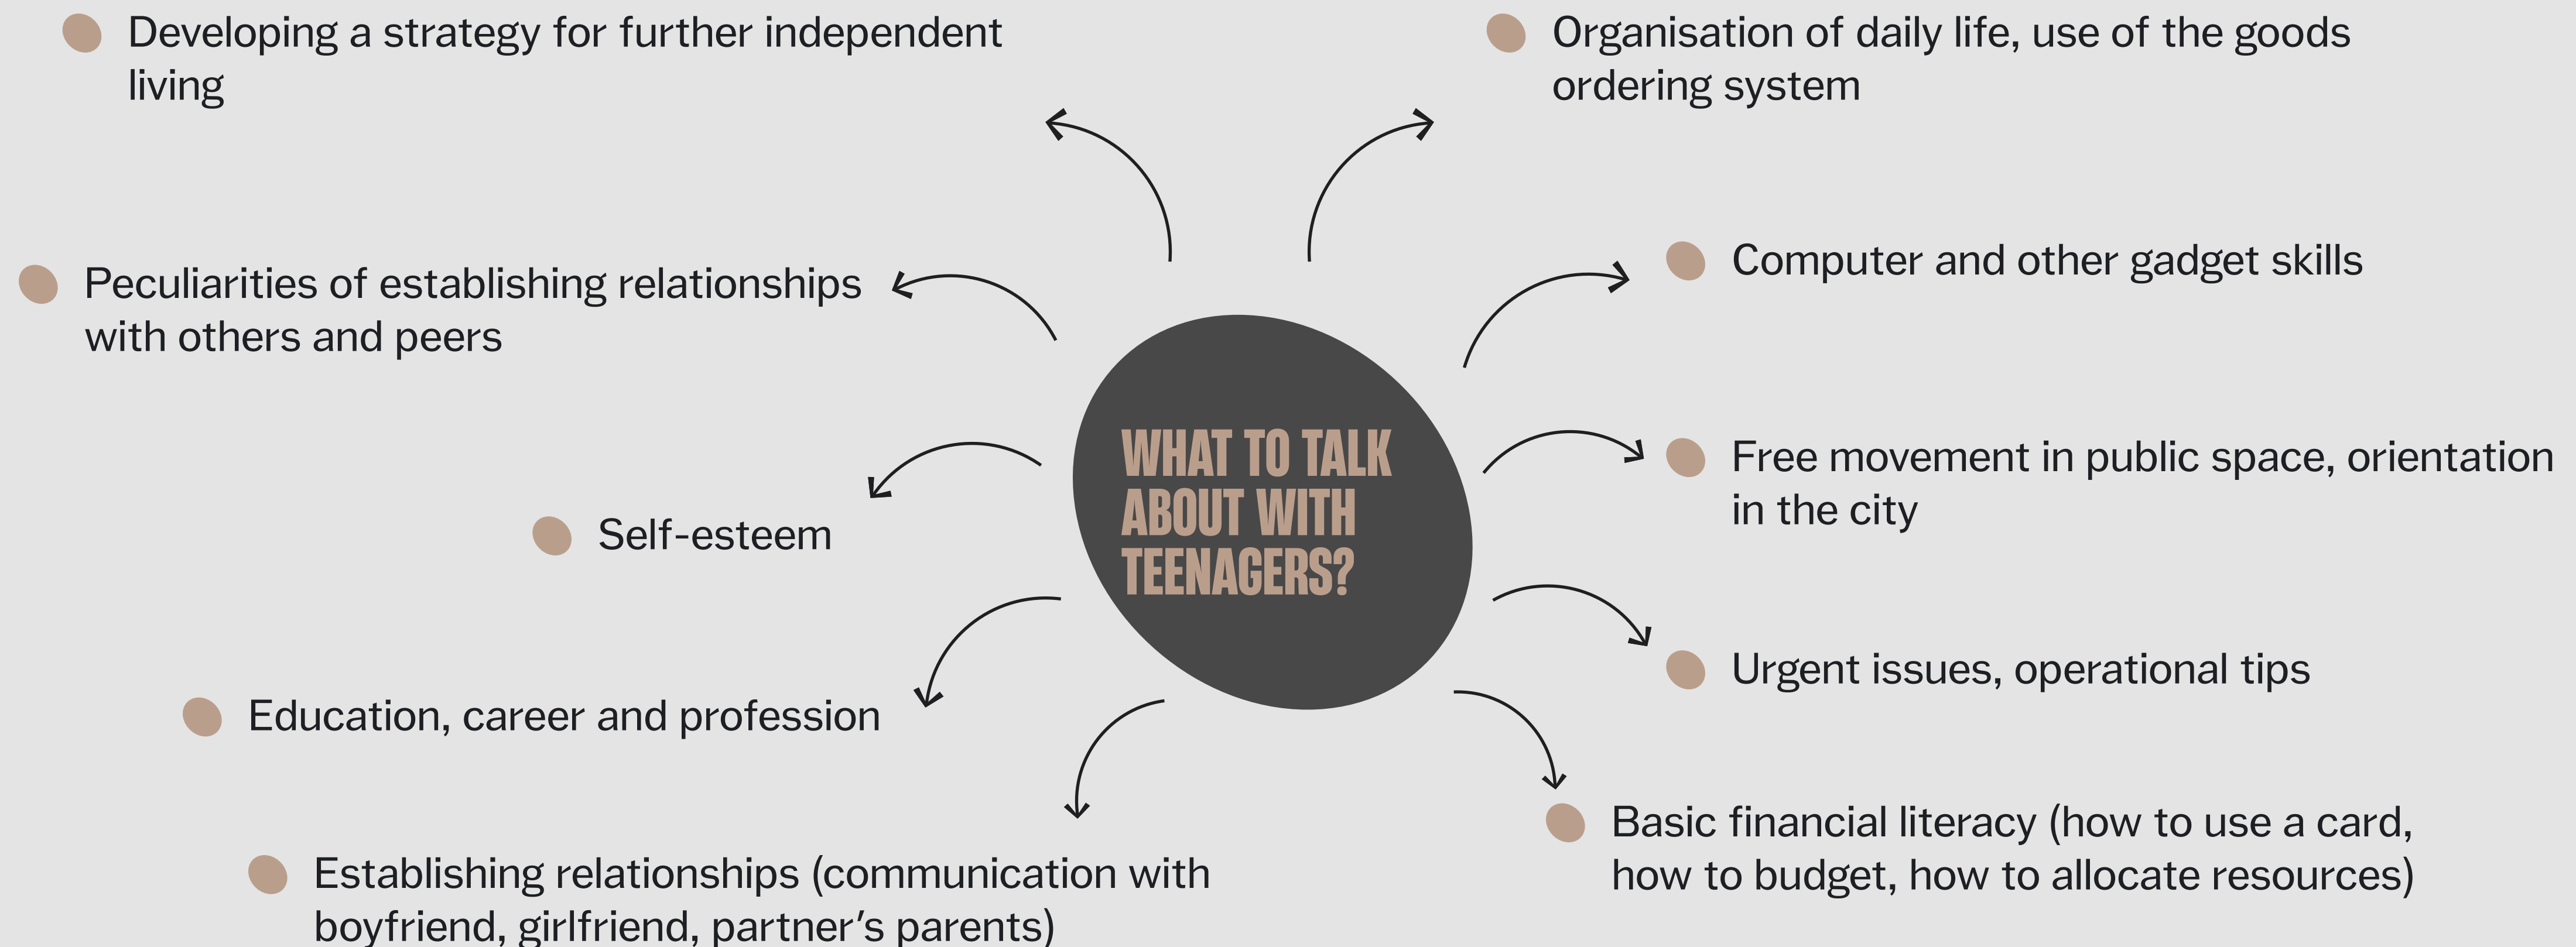 Developing a strategy for further independent
living
Organisation of daily life, use of the goods
ordering system
Peculiarities of establishing relationships
with others and peers
Computer and other gadget skills
WHAT TO TALK
ABOUT WITH
TEENAGERS?
Free movement in public space, orientation
in the city
Self-esteem
Urgent issues, operational tips
Education, career and profession
Basic financial literacy (how to use a card,
how to budget, how to allocate resources)
Establishing relationships (communication with
boyfriend, girlfriend, partner’s parents)